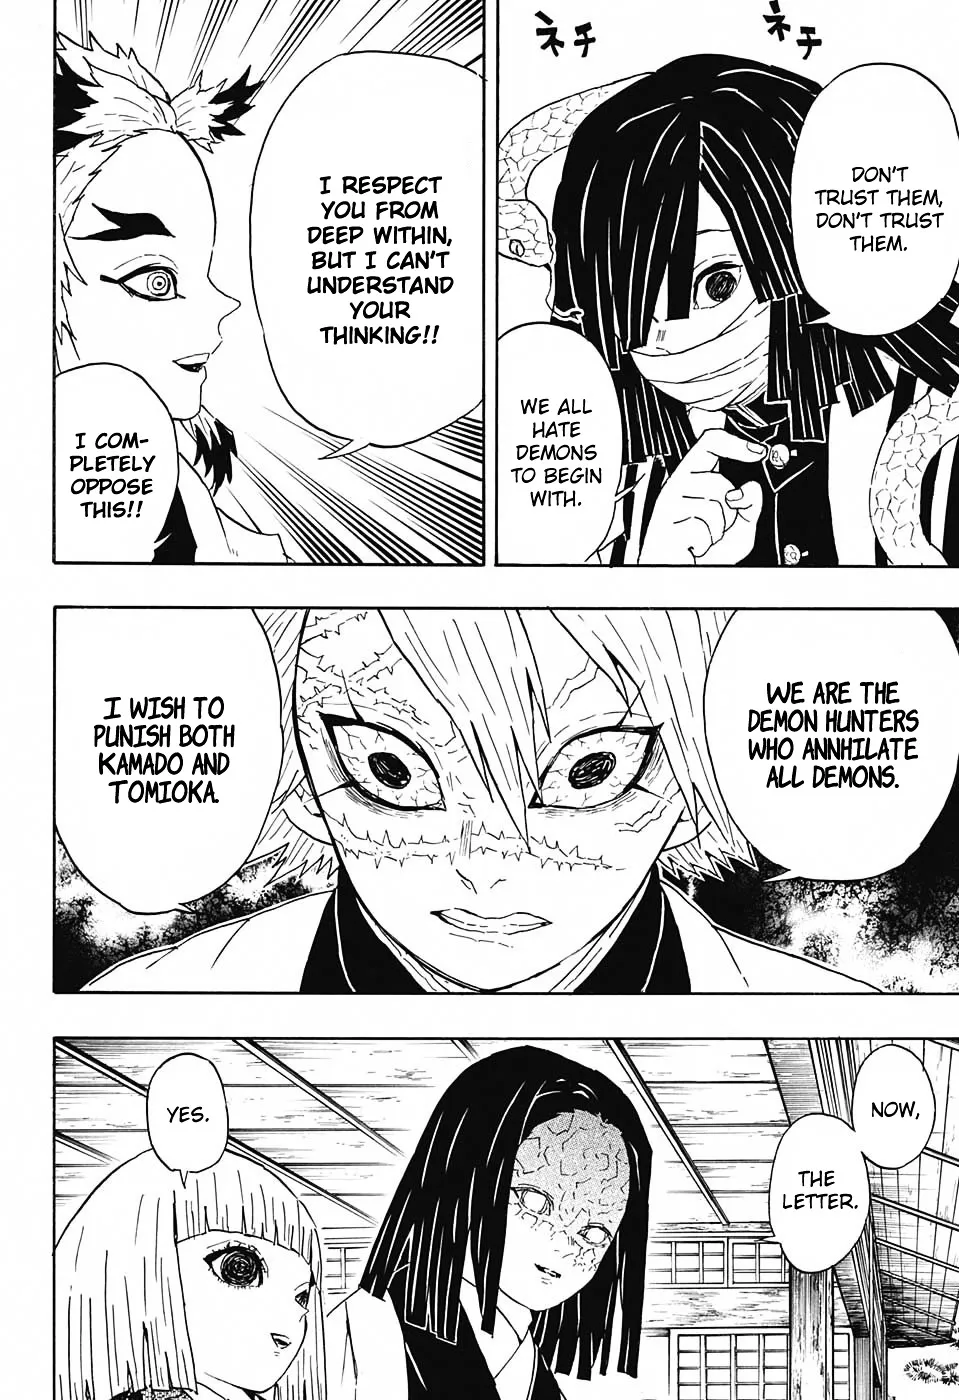 ネチ
ネチ
DON'T
TRUST THEM,
DON'T TRUST
THEM.
WE ALL
HATE
DEMONS
TO BEGIN
WITH.
I RESPECT
YOU FROM
DEEP WITHIN,
BUT I CAN'T
UNDERSTAND
YOUR
THINKING!!
I COM-
PLETELY
OPPOSE
THIS!!
WE ARE THE
DEMON HUNTERS
WHO ANNHILATE
ALL DEMONS.
I WISH TO
PUNISH BOTH
KAMADO AND
TOMIOKA.
NOW,
THE
LETTER.
YES.